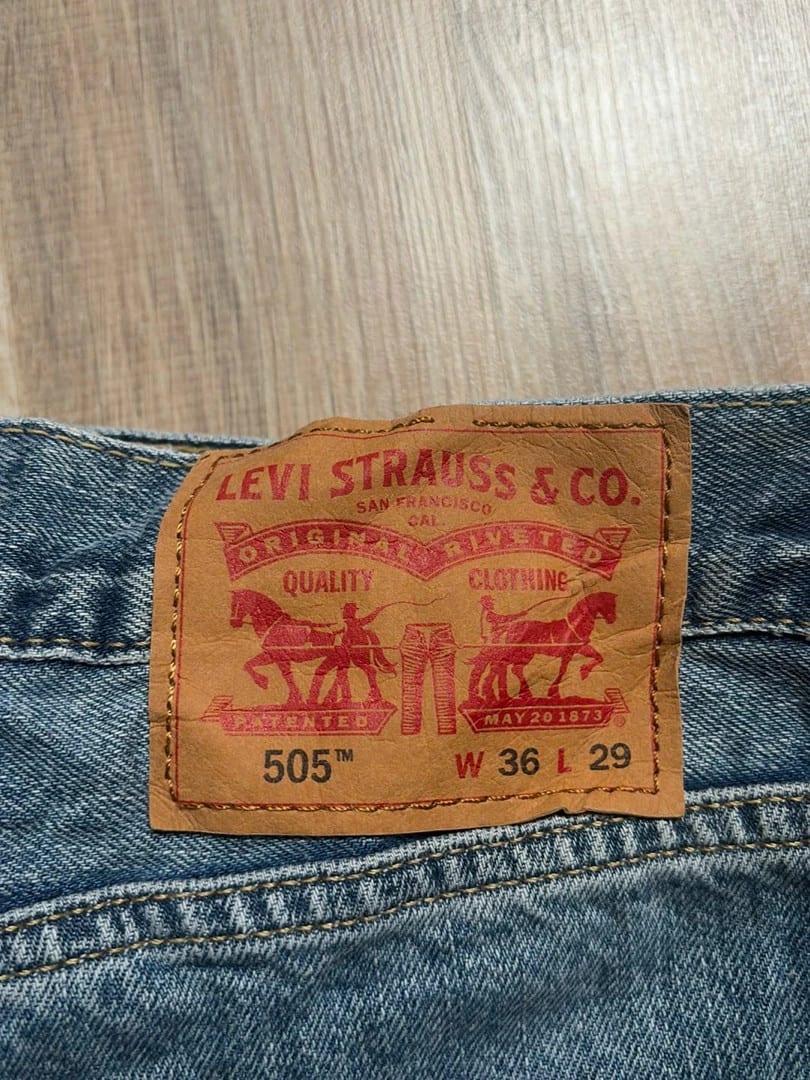 LEVI STRAUSS & CO.
SAN FRANCISCO
CAL.
ORIGINAL RIVETED
QUALITY CLOTHING
PATENTED MAY 20 1873 ®
505™ W 36 L 29